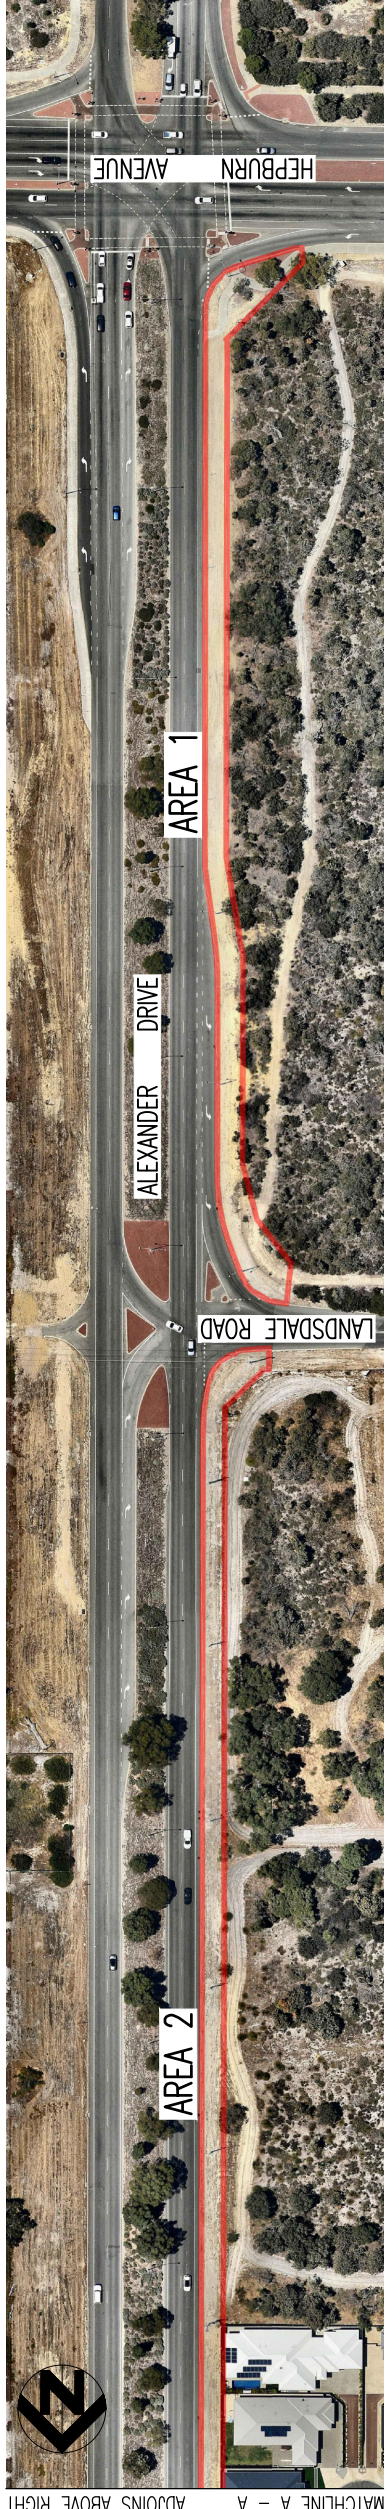 HEPBURN AVENUE
AREA 1
ALEXANDER DRIVE
LANDSDALE ROAD
AREA 2
N
MATCHLINE A - A ADJOINS ABOVE RIGHT